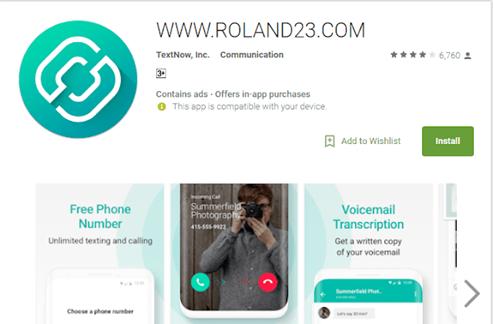 WWW.ROLAND23.COM
TextNow, Inc. Communication
6,760
3+
Contains ads · Offers in-app purchases
This app is compatible with your device.
Add to Wishlist
Install
Free Phone
Number
Unlimited texting and calling
Choose a phone number
Incoming Call
Summerfield
Photography
415-555-9922
Voicemail
Transcription
Get a written copy
of your voicemail
Summerfield Phot..
Let's say 30 min?